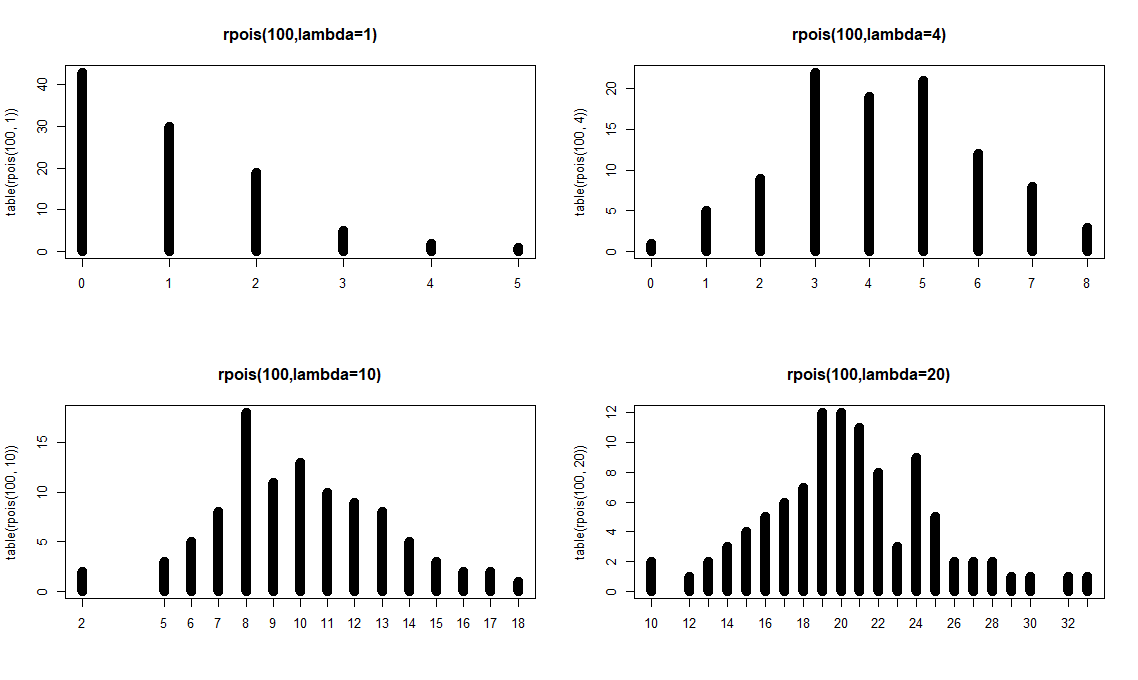 rpois(100,lambda=1)
table(rpois(100, 1))
0 10 20 30 40
0 1 2 3 4 5
rpois(100,lambda=4)
table(rpois(100, 4))
0 5 10 15 20
0 1 2 3 4 5 6 7 8
rpois(100,lambda=10)
table(rpois(100, 10))
0 5 10 15
2 5 6 7 8 9 10 11 12 13 14 15 16 17 18
rpois(100,lambda=20)
table(rpois(100, 20))
0 2 4 6 8 10 12
10 12 14 16 18 20 22 24 26 28 30 32